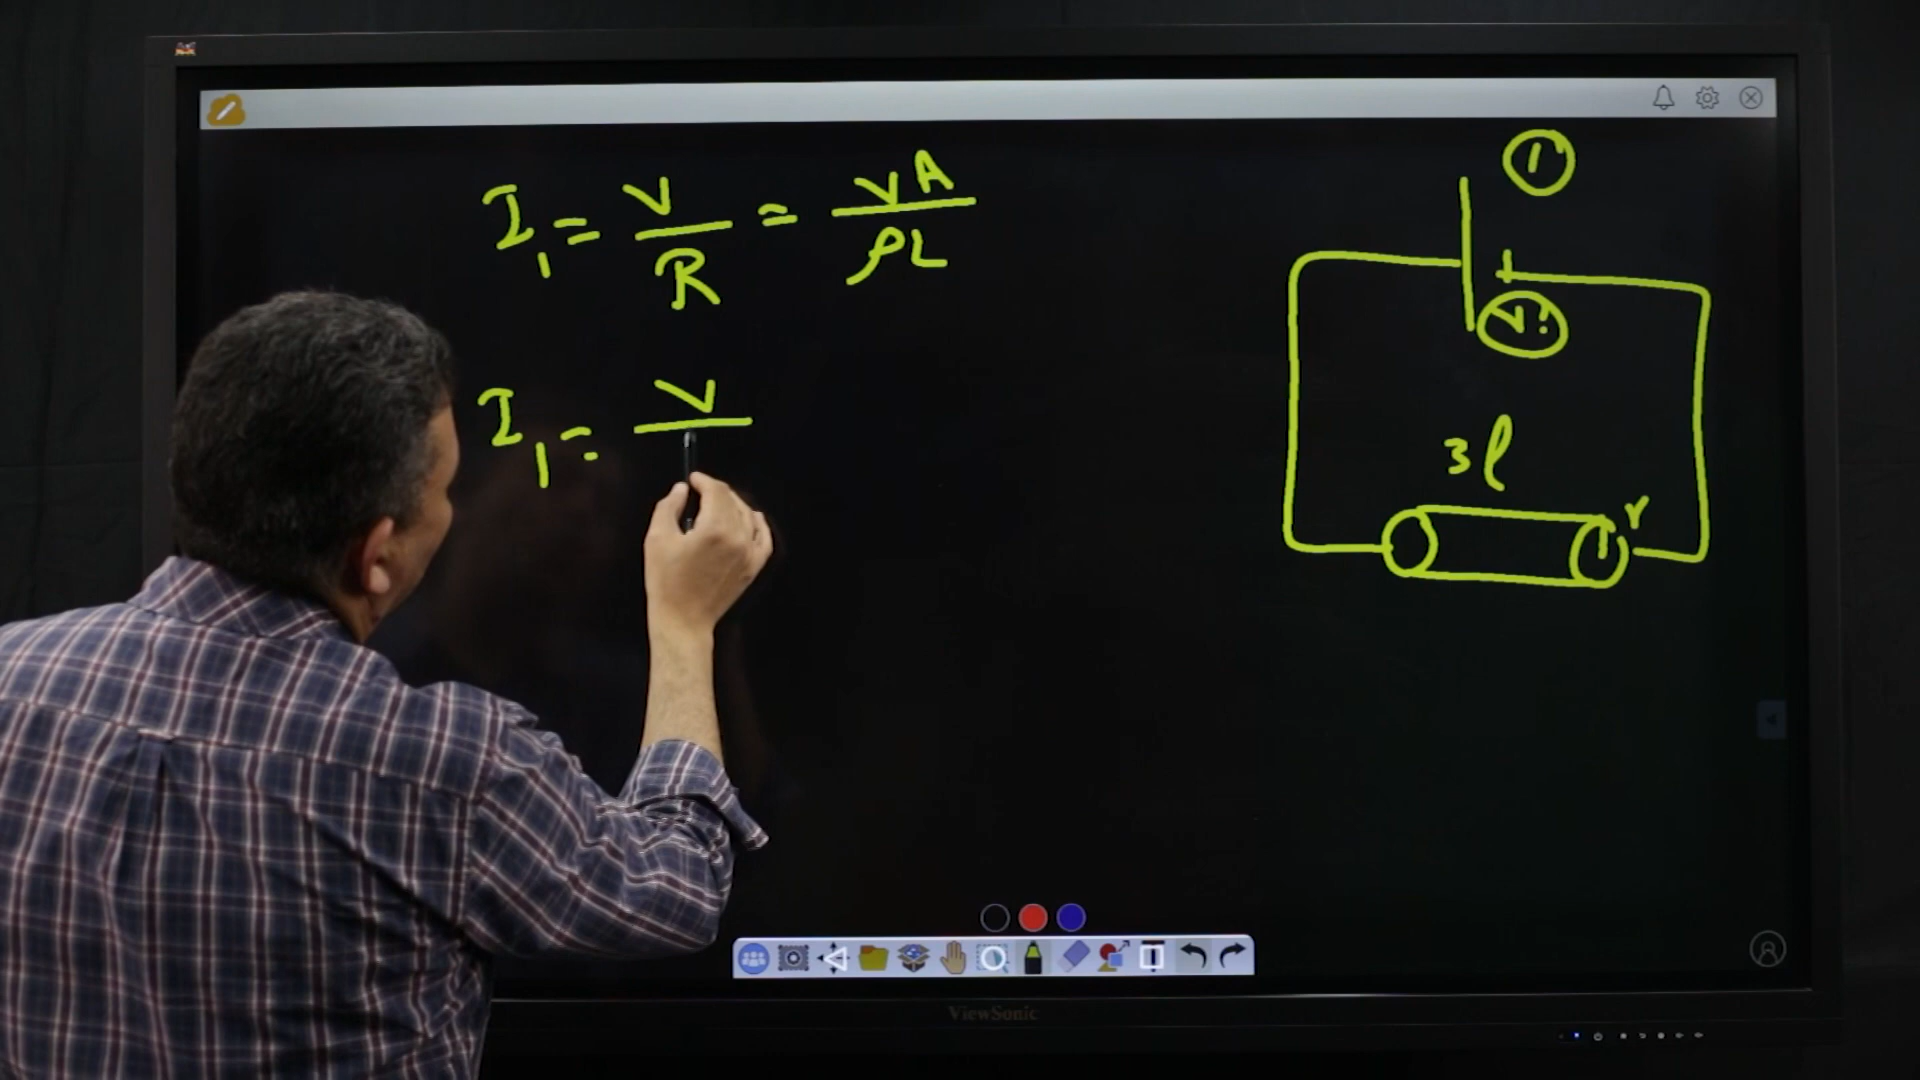 I₁ = V/R = VA/ρL
I₁ = V/
1
V?
3ℓ
r
ViewSonic